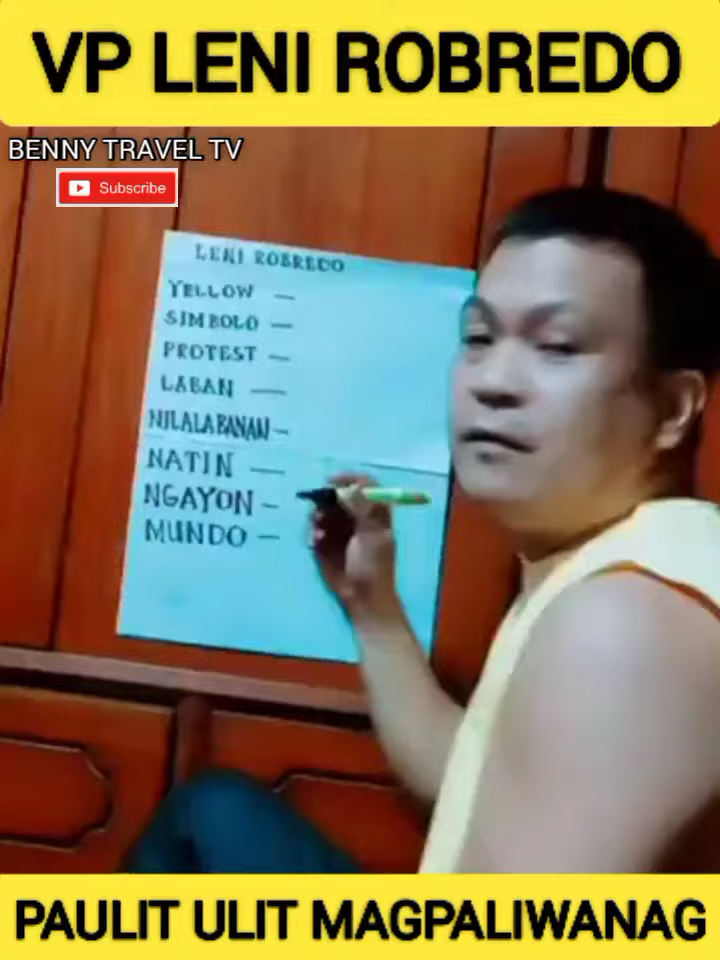 VP LENI ROBREDO
BENNY TRAVEL TV
Subscribe
LENI ROBREDO
YELLOW —
SIMBOLO —
PROTEST —
LABAN —
NILALABANAN —
NATIN —
NGAYON —
MUNDO —
PAULIT ULIT MAGPALIWANAG